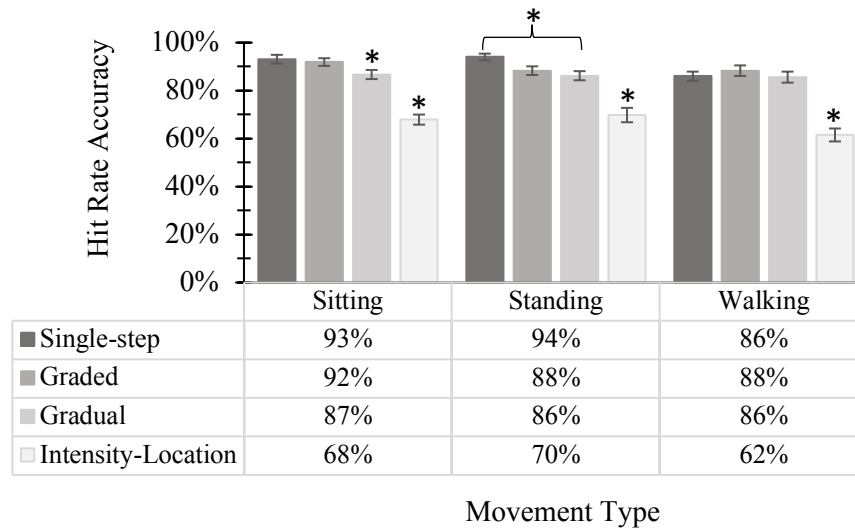 *
100%
80%
60%
40%
20%
0%
Hit Rate Accuracy
* *
*
*
Sitting Standing Walking
Single-step 93% 94% 86%
Graded 92% 88% 88%
Gradual 87% 86% 86%
Intensity-Location 68% 70% 62%
Movement Type